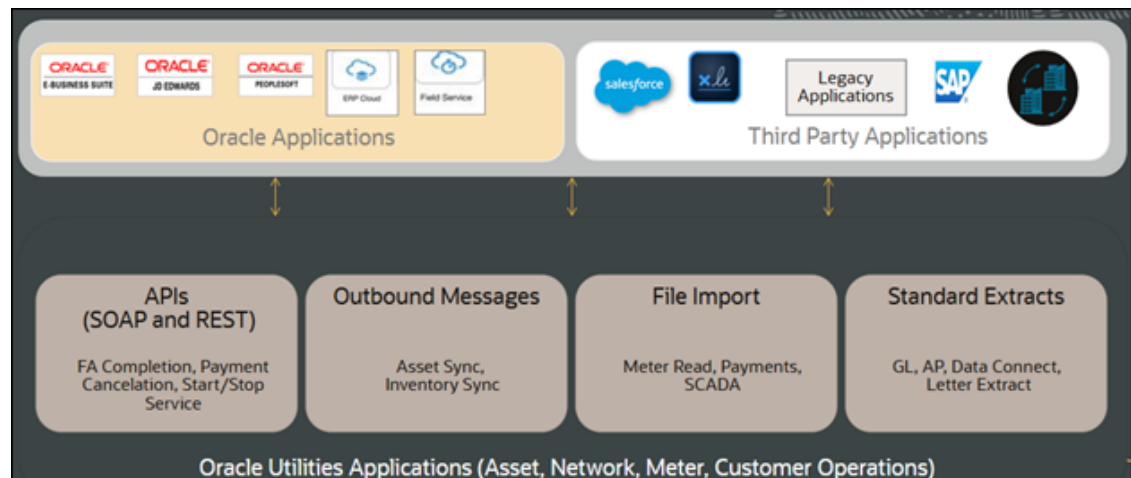 ORACLE
E-BUSINESS SUITE
ORACLE
JD EDWARDS
ORACLE
PEOPLESOFT
ERP Cloud
Field Service
Oracle Applications
salesforce
Legacy
Applications
SAP
Third Party Applications
APIs
(SOAP and REST)
FA Completion, Payment
Cancelation, Start/Stop
Service
Outbound Messages
Asset Sync,
Inventory Sync
File Import
Meter Read, Payments,
SCADA
Standard Extracts
GL, AP, Data Connect,
Letter Extract
Oracle Utilities Applications (Asset, Network, Meter, Customer Operations)